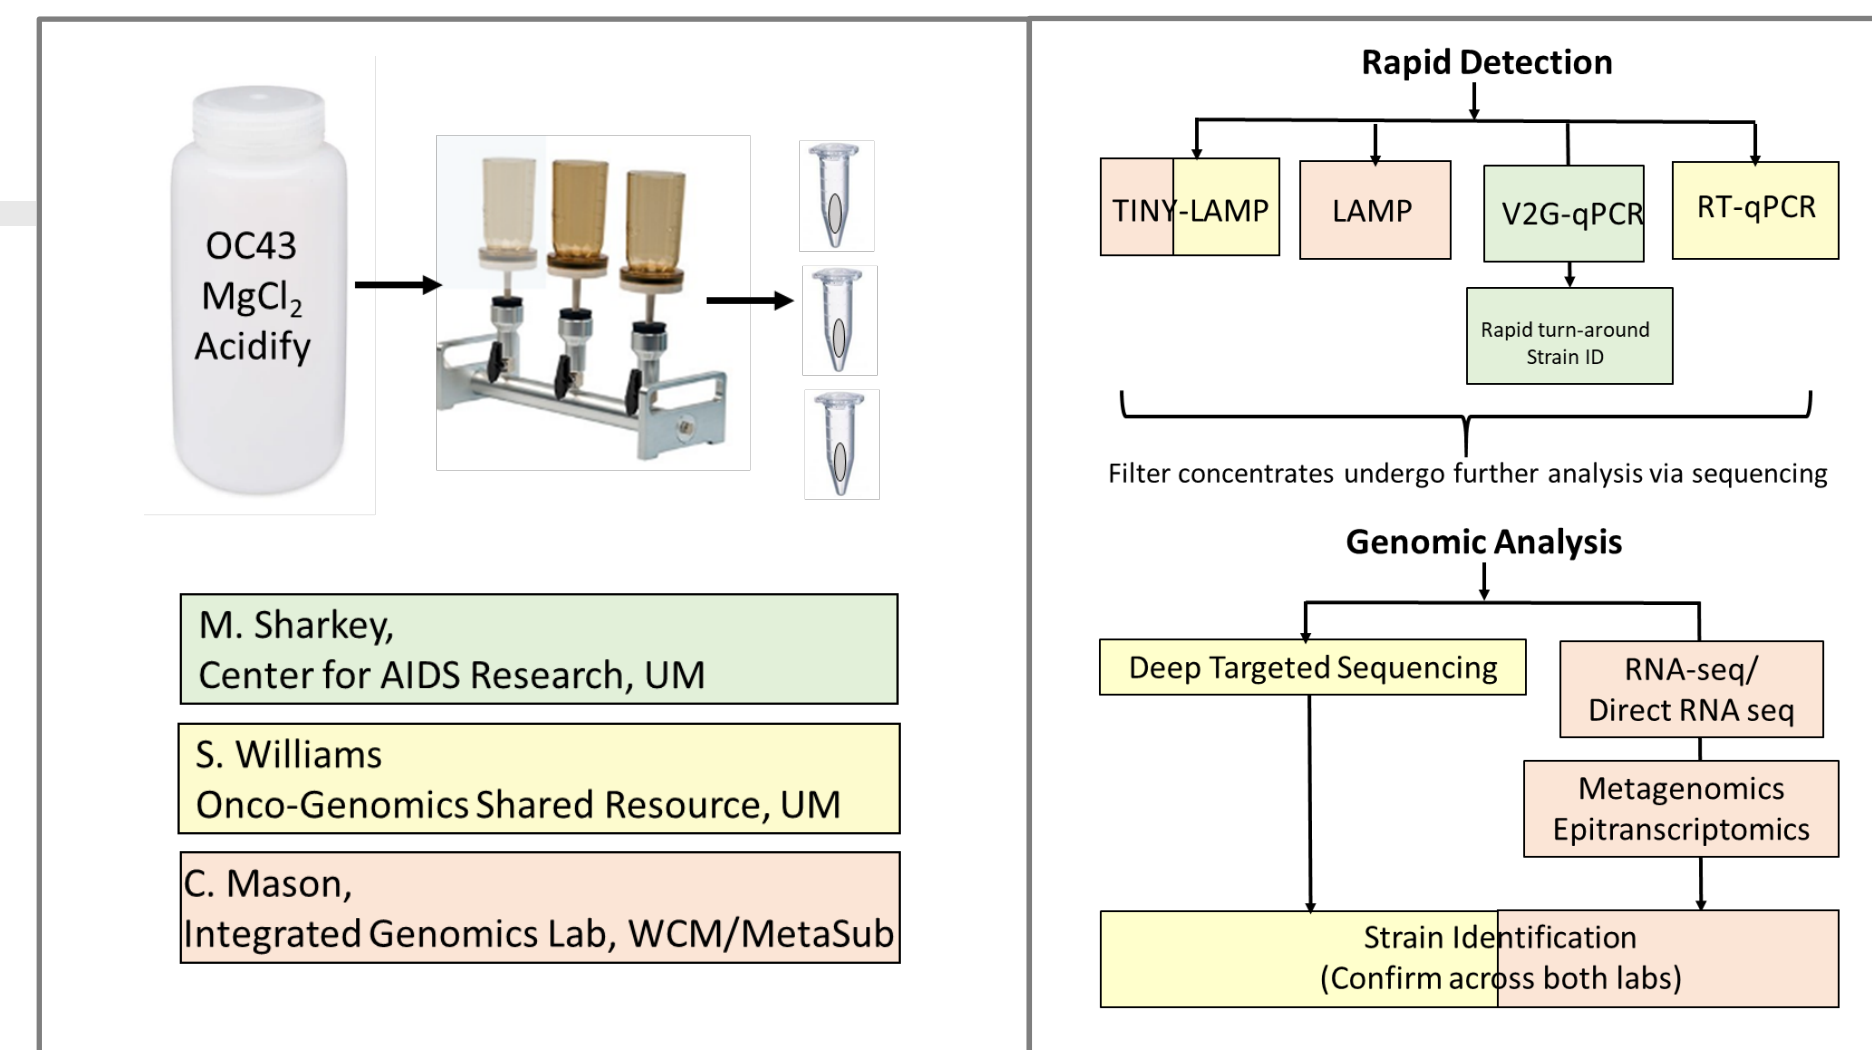 OC43
MgCl₂
Acidify
M. Sharkey,
Center for AIDS Research, UM
S. Williams
Onco-Genomics Shared Resource, UM
C. Mason,
Integrated Genomics Lab, WCM/MetaSub
Rapid Detection
TINY-LAMP
LAMP
V2G-qPCR
RT-qPCR
Rapid turn-around
Strain ID
Filter concentrates undergo further analysis via sequencing
Genomic Analysis
Deep Targeted Sequencing
RNA-seq/
Direct RNA seq
Metagenomics
Epitranscriptomics
Strain Identification
(Confirm across both labs)